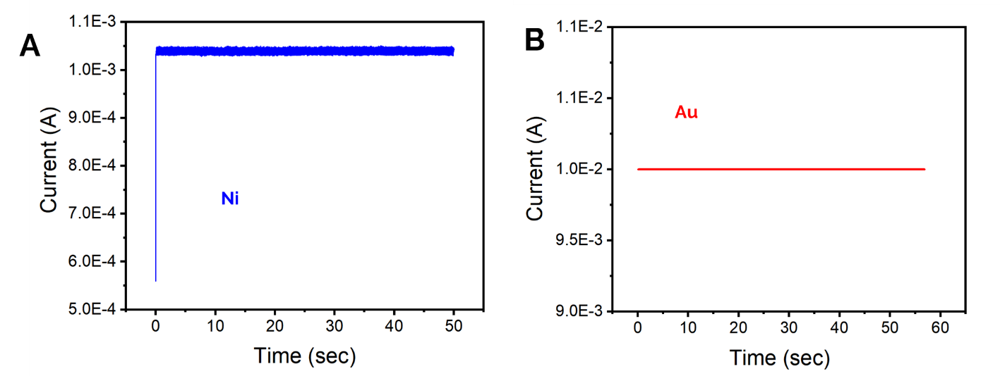 A
1.1E-3
1.0E-3
9.0E-4
8.0E-4
7.0E-4
6.0E-4
5.0E-4
Current (A)
Ni
0 10 20 30 40 50
Time (sec)
B
1.1E-2
1.1E-2
1.0E-2
9.5E-3
9.0E-3
Current (A)
Au
0 10 20 30 40 50 60
Time (sec)